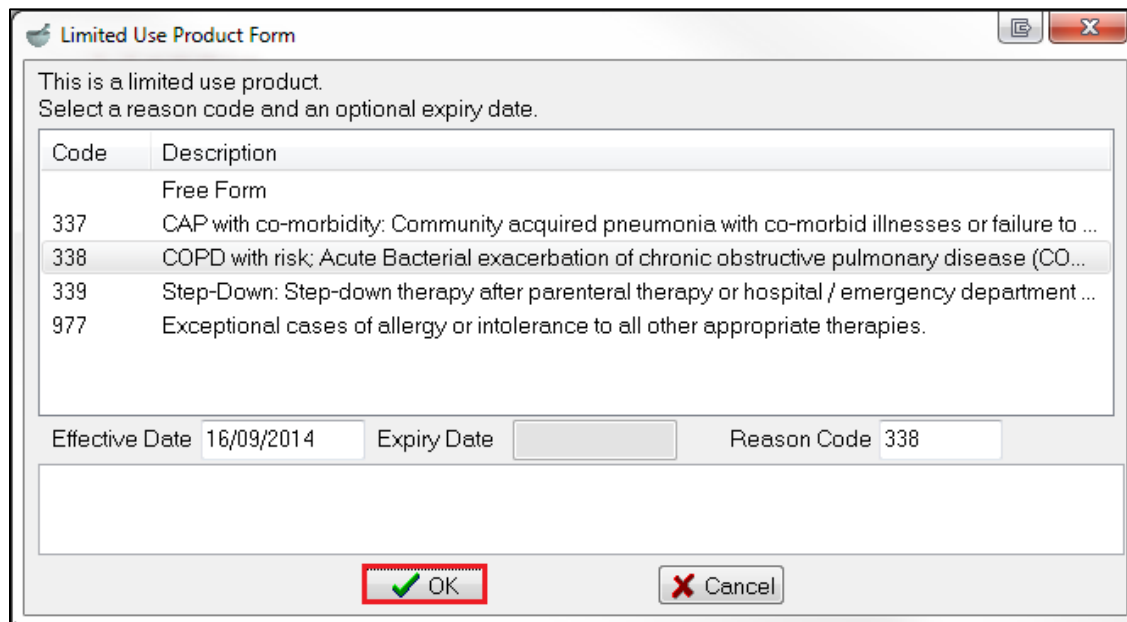 Limited Use Product Form
This is a limited use product.
Select a reason code and an optional expiry date.
Code Description
Free Form
337 CAP with co-morbidity: Community acquired pneumonia with co-morbid illnesses or failure to ...
338 COPD with risk; Acute Bacterial exacerbation of chronic obstructive pulmonary disease (CO...
339 Step-Down: Step-down therapy after parenteral therapy or hospital / emergency department ...
977 Exceptional cases of allergy or intolerance to all other appropriate therapies.
Effective Date 16/09/2014 Expiry Date Reason Code 338
OK Cancel